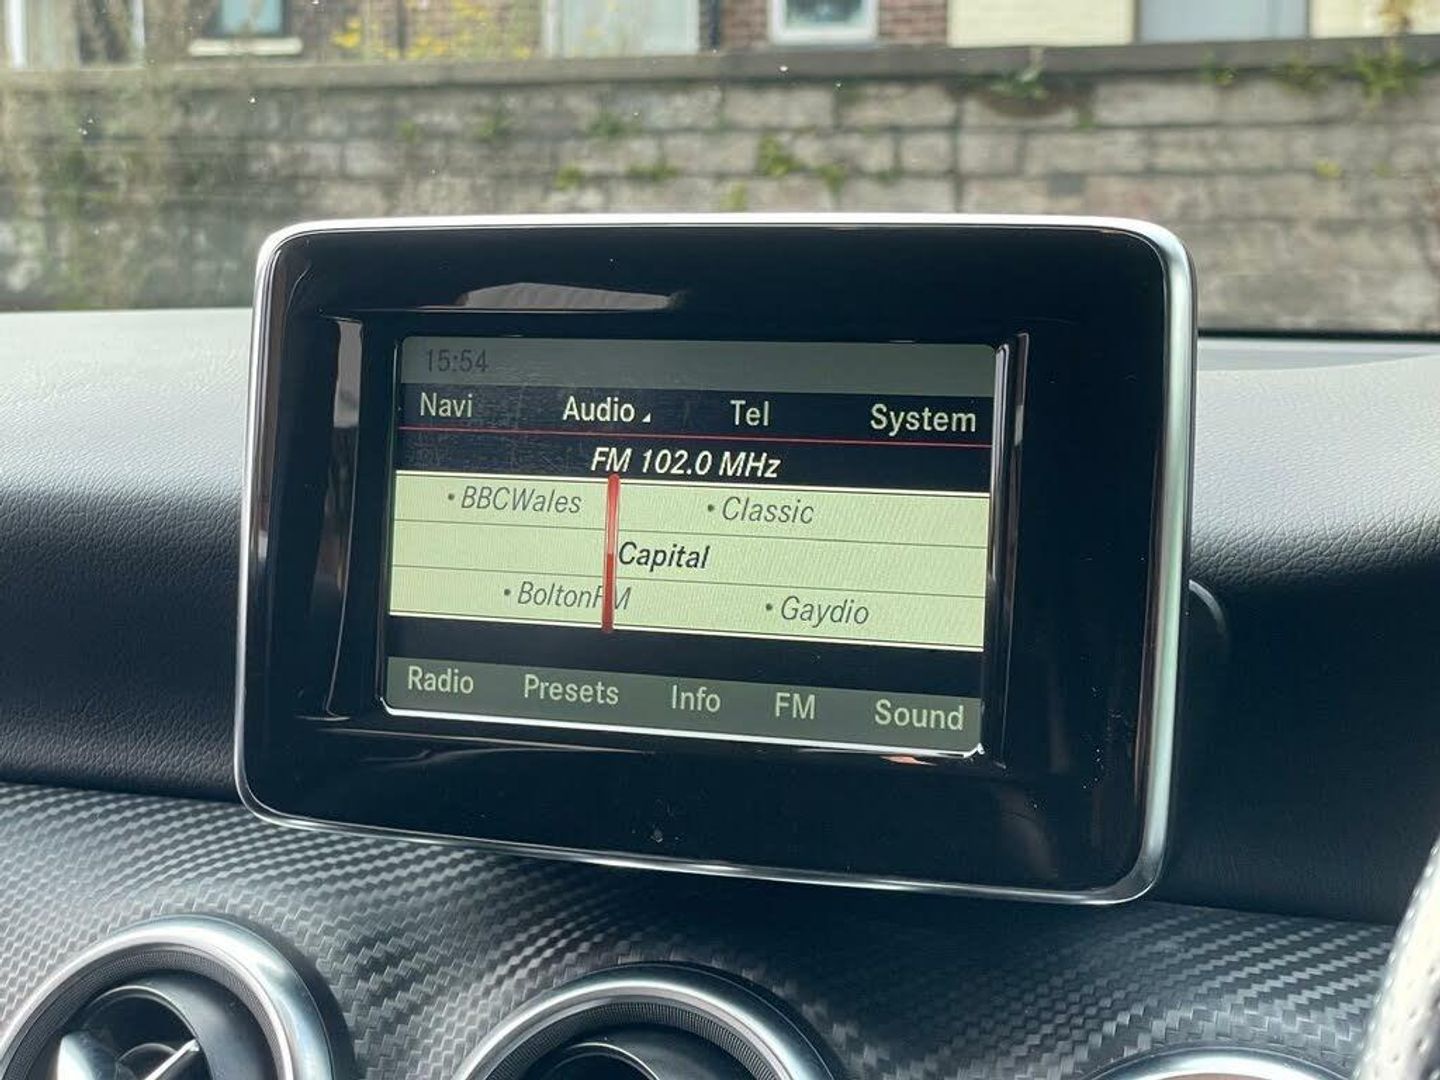 15:54
Navi Audio Tel System
FM 102.0 MHz
• BBCWales • Classic
Capital
• BoltonFM • Gaydio
Radio Presets Info FM Sound